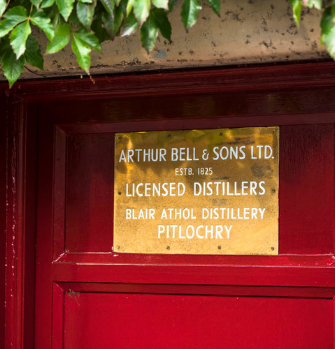 ARTHUR BELL & SONS LTD.
ESTB. 1825
LICENSED DISTILLERS
BLAIR ATHOL DISTILLERY
PITLOCHRY